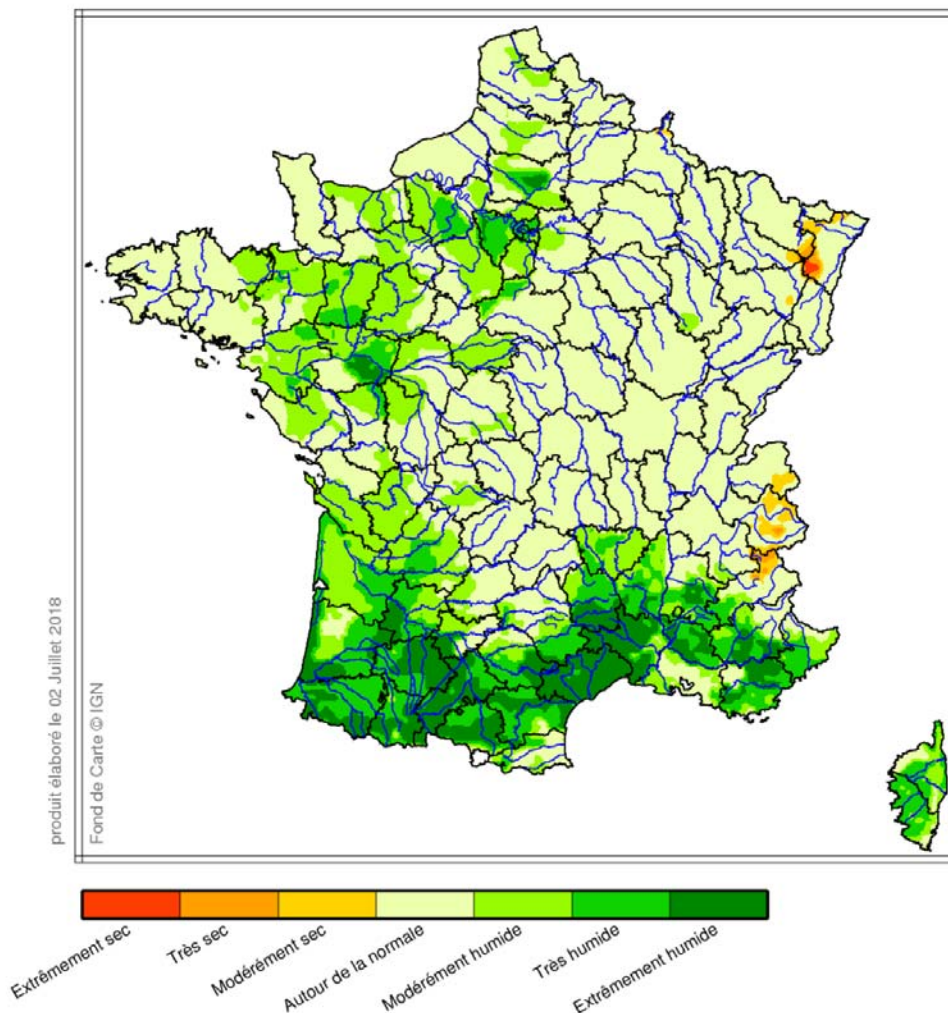 produit élaboré le 02 Juillet 2018
Fond de Carte © IGN
Extrêmement sec
Très sec
Modérément sec
Autour de la normale
Modérément humide
Très humide
Extrêmement humide